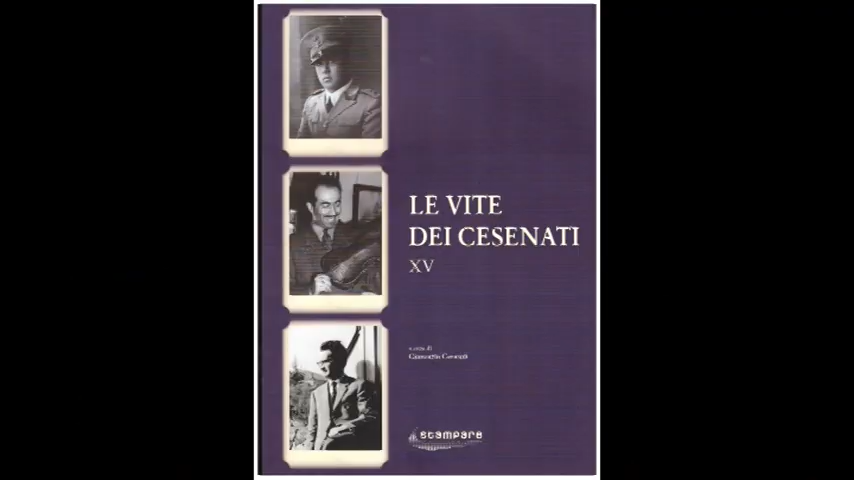 LE VITE
DEI CESENATI
XV
a cura di
stampare